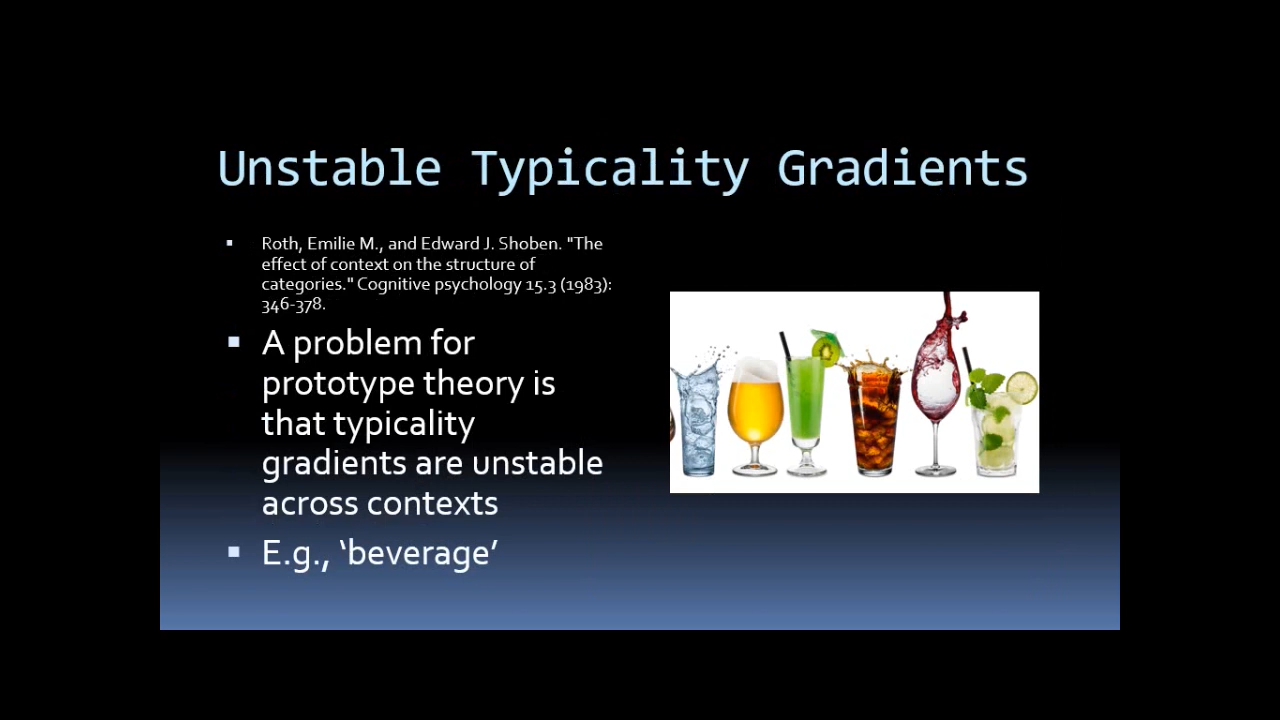 Unstable Typicality Gradients
▪ Roth, Emilie M., and Edward J. Shoben. "The
effect of context on the structure of
categories." Cognitive psychology 15.3 (1983):
346-378.
▪ A problem for
prototype theory is
that typicality
gradients are unstable
across contexts
▪ E.g., ‘beverage’